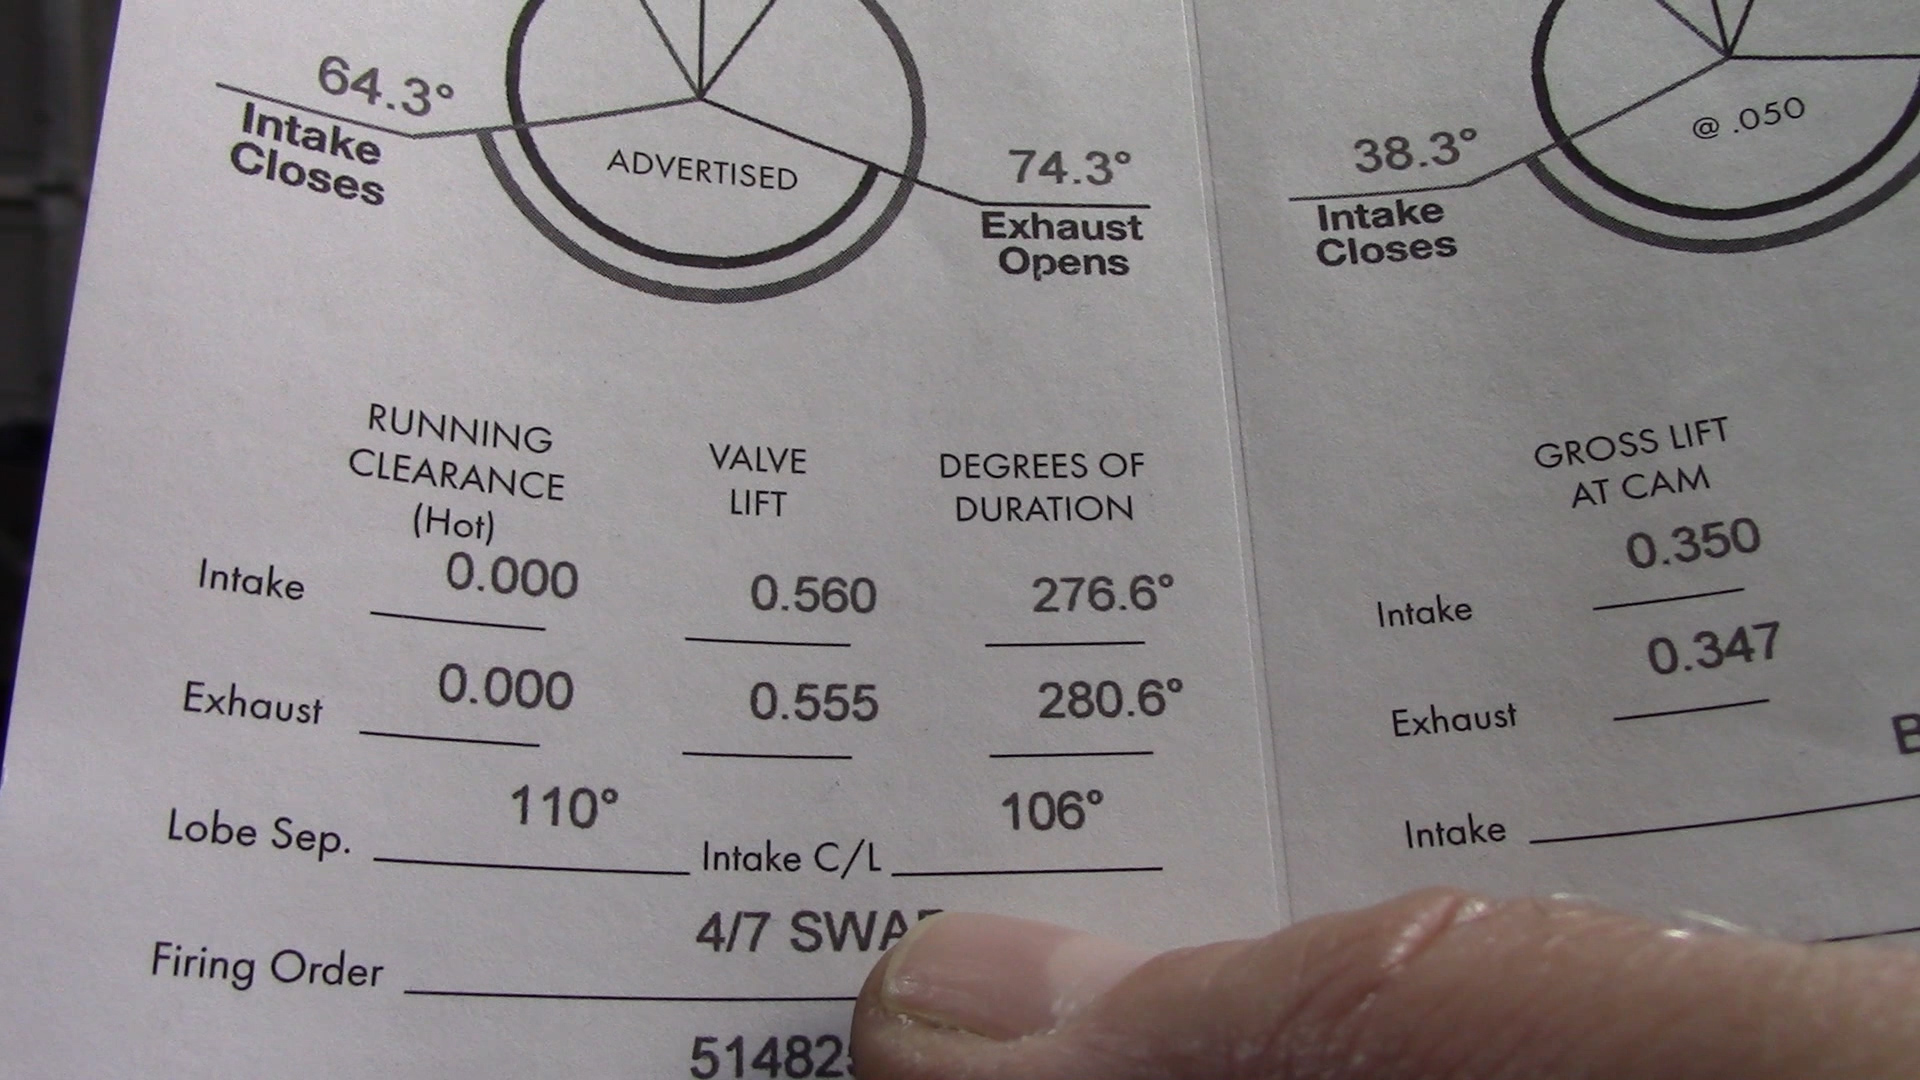 64.3°
Intake
Closes
ADVERTISED
74.3°
Exhaust
Opens
38.3°
Intake
Closes
@ .050
RUNNING
CLEARANCE
(Hot)
VALVE
LIFT
DEGREES OF
DURATION
Intake 0.000 0.560 276.6°
Exhaust 0.000 0.555 280.6°
Lobe Sep. 110° Intake C/L 106°
Firing Order 4/7
GROSS LIFT
AT CAM
Intake 0.350
Exhaust 0.347
Intake